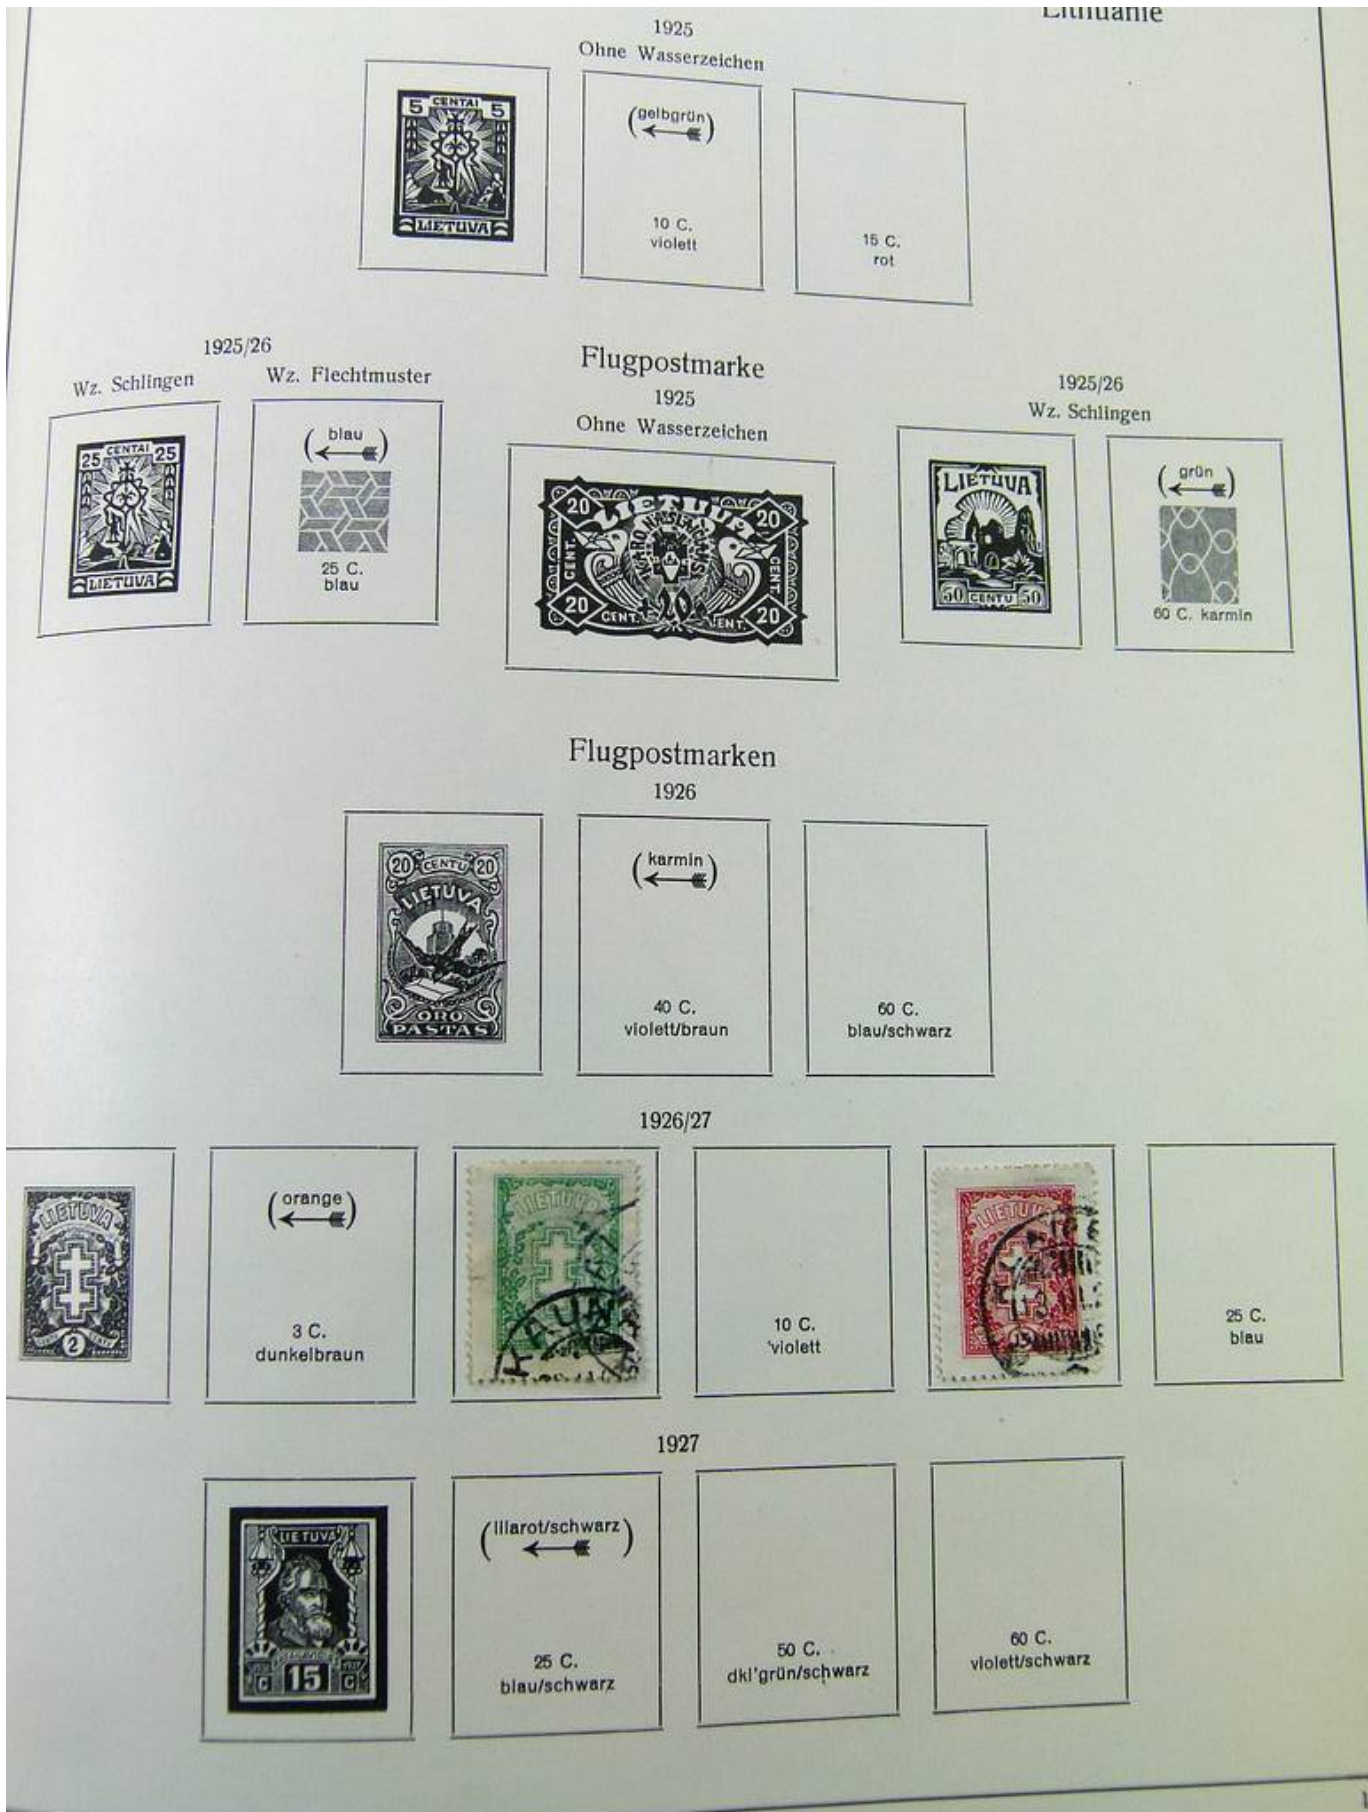 Lithuanie
1925
Ohne Wasserzeichen
5 CENTAI 5
LIETUVA
(gelbgrün)
10 C.
violett
15 C.
rot
1925/26
Wz. Schlingen
Wz. Flechtmuster
25 CENTAI 25
LIETUVA
(blau)
25 C.
blau
Flugpostmarke
1925
Ohne Wasserzeichen
20 LIETUVA 20
CENT. CENT.
+20
20 CENT. CENT. 20
1925/26
Wz. Schlingen
LIETUVA
50 CENTU 50
(grün)
60 C. karmin
Flugpostmarken
1926
20 CENTU 20
LIETUVA
ORO
PASTAS
(karmin)
40 C.
violett/braun
60 C.
blau/schwarz
1926/27
LIETUVA
2
(orange)
3 C.
dunkelbraun
LIETUVA
KAUN
10 C.
violett
LIETUVA
25 C.
blau
1927
LIETUVA
C 15 C
(lilarot/schwarz)
25 C.
blau/schwarz
50 C.
dkl'grün/schwarz
60 C.
violett/schwarz